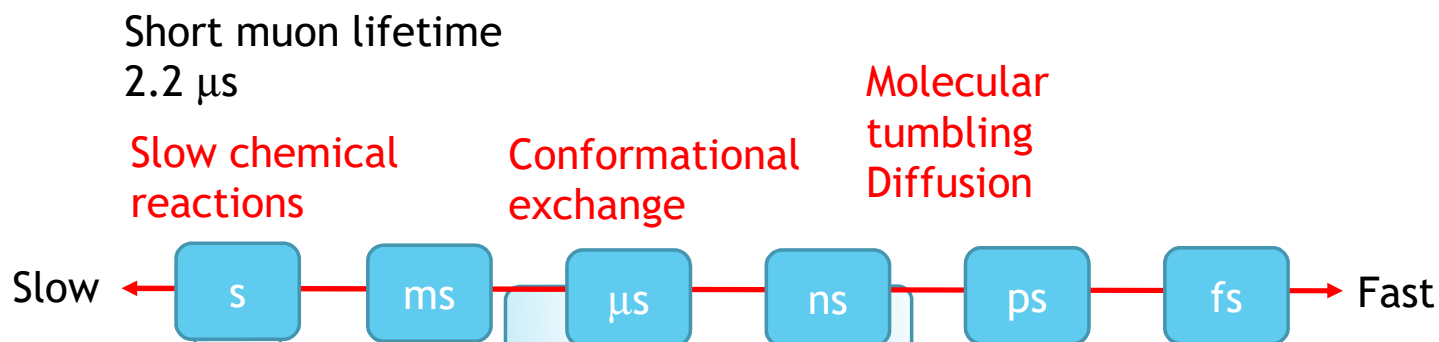 Short muon lifetime
2.2 μs
Molecular
tumbling
Diffusion
Slow chemical
reactions
Conformational
exchange
Slow
s
ms
μs
ns
ps
fs
Fast